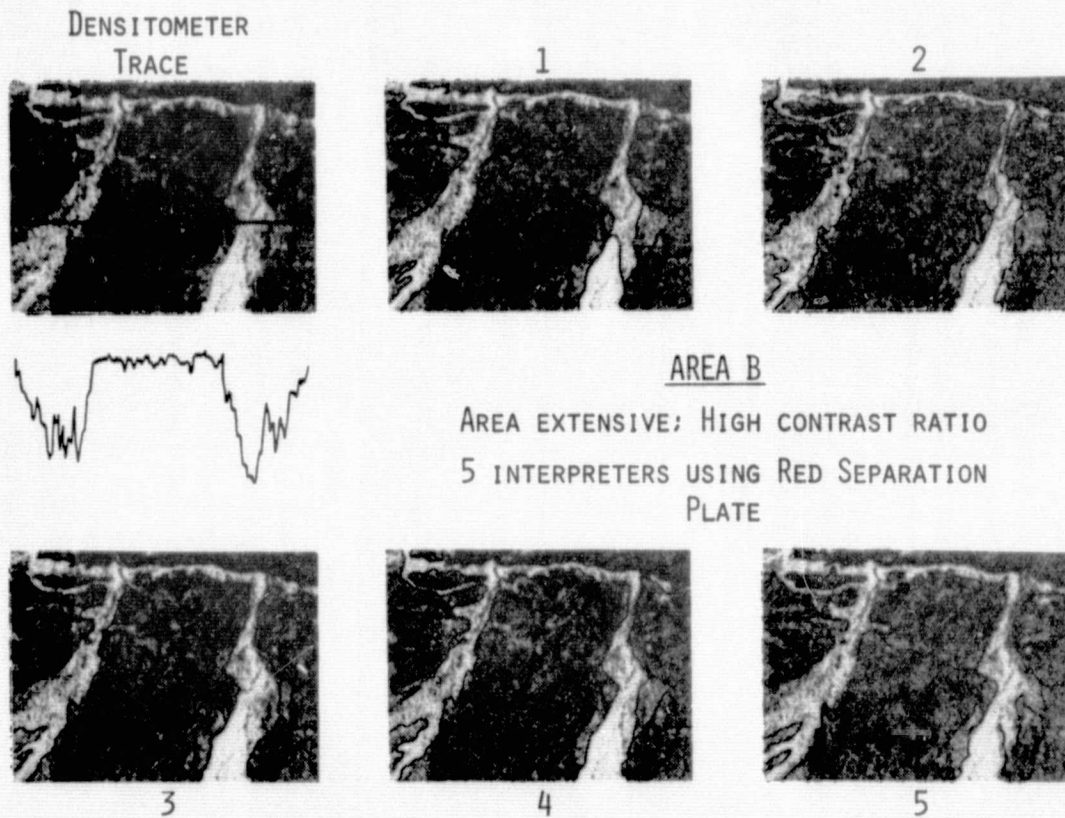 DENSITOMETER
TRACE
1
2
AREA B
AREA EXTENSIVE; HIGH CONTRAST RATIO
5 INTERPRETERS USING RED SEPARATION
PLATE
3
4
5